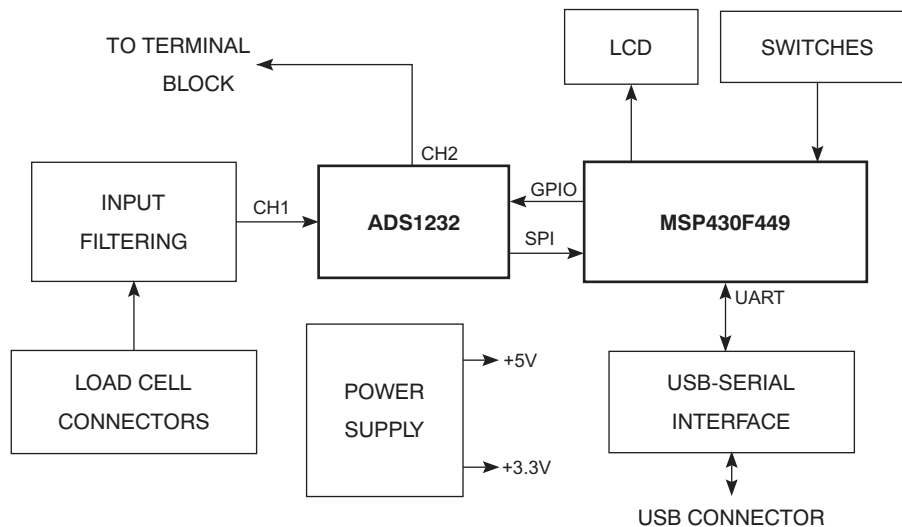 TO TERMINAL
BLOCK
LCD
SWITCHES
CH2
INPUT
FILTERING
CH1
ADS1232
GPIO
SPI
MSP430F449
UART
LOAD CELL
CONNECTORS
POWER
SUPPLY
+5V
+3.3V
USB-SERIAL
INTERFACE
USB CONNECTOR